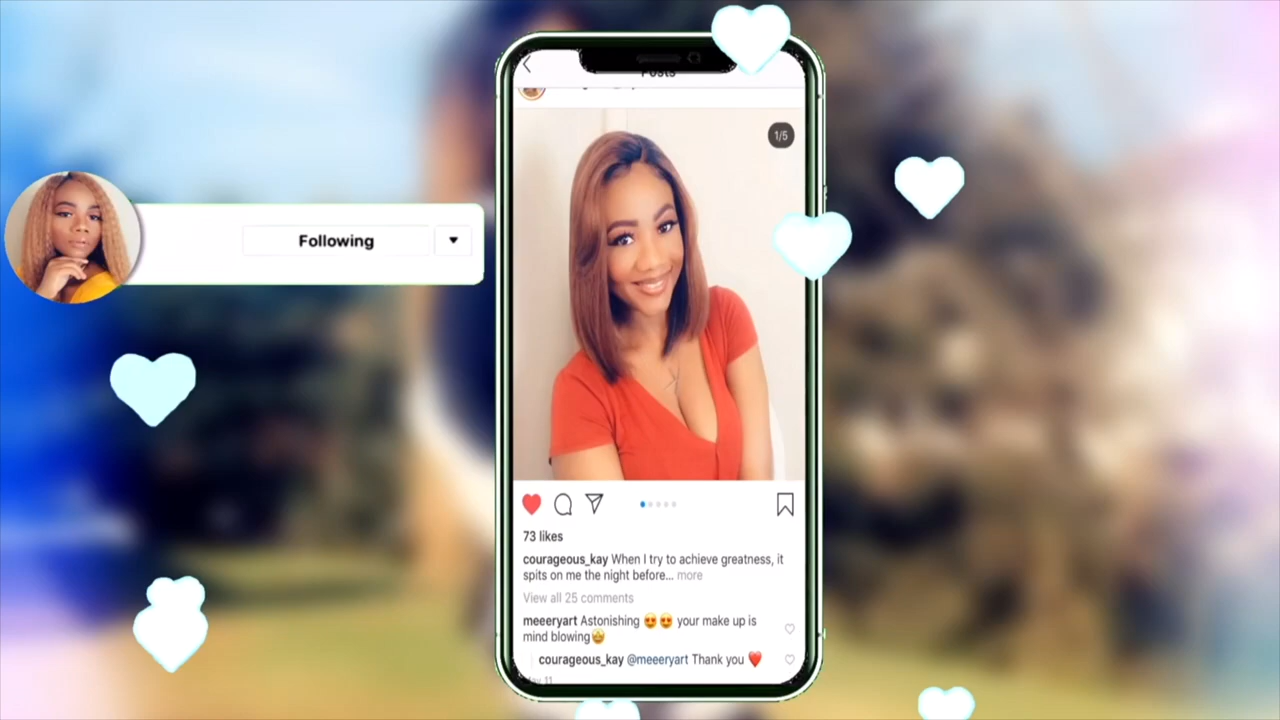 Posts
1/5
Following
73 likes
courageous_kay When I try to achieve greatness, it
spits on me the night before... more
View all 25 comments
meeeryart Astonishing 😍😍 your make up is
mind blowing🤩
courageous_kay @meeeryart Thank you ❤️
11